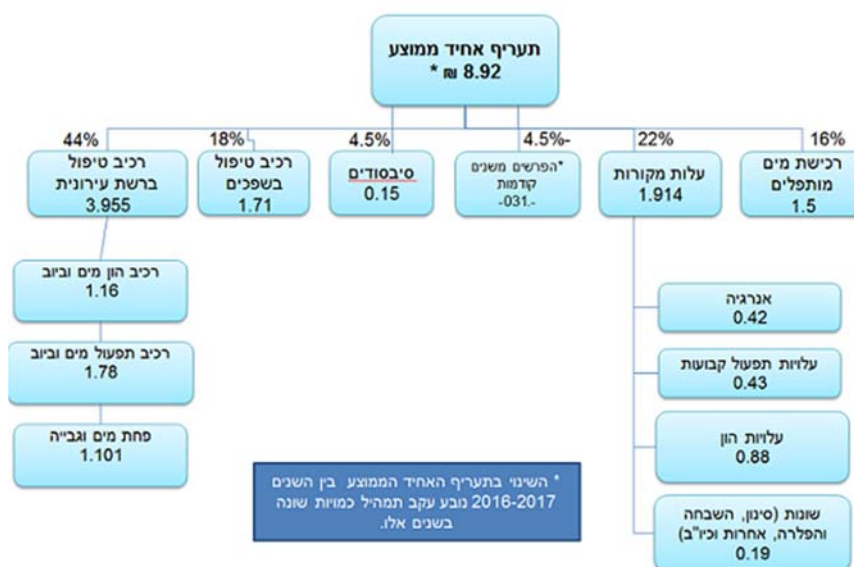 תעריף אחיד ממוצע
8.92 ₪ *
44%
18%
4.5%
4.5%-
22%
16%
רכיב טיפול
ברשת עירונית
3.955
רכיב טיפול
בשפכים
1.71
סיבסודים
0.15
*הפרשים משנים
קודמות
-031.-
עלות מקורות
1.914
רכישת מים
מותפלים
1.5
רכיב הון מים וביוב
1.16
רכיב תפעול מים וביוב
1.78
פחת מים וגבייה
1.101
אנרגיה
0.42
עלויות תפעול קבועות
0.43
עלויות הון
0.88
שונות (סינון, השבחה
והפלרה, אחרות וכיו"ב)
0.19
* השינוי בתעריף האחיד הממוצע בין השנים
2016-2017 נובע עקב תמהיל כמויות שונה
בשנים אלו.